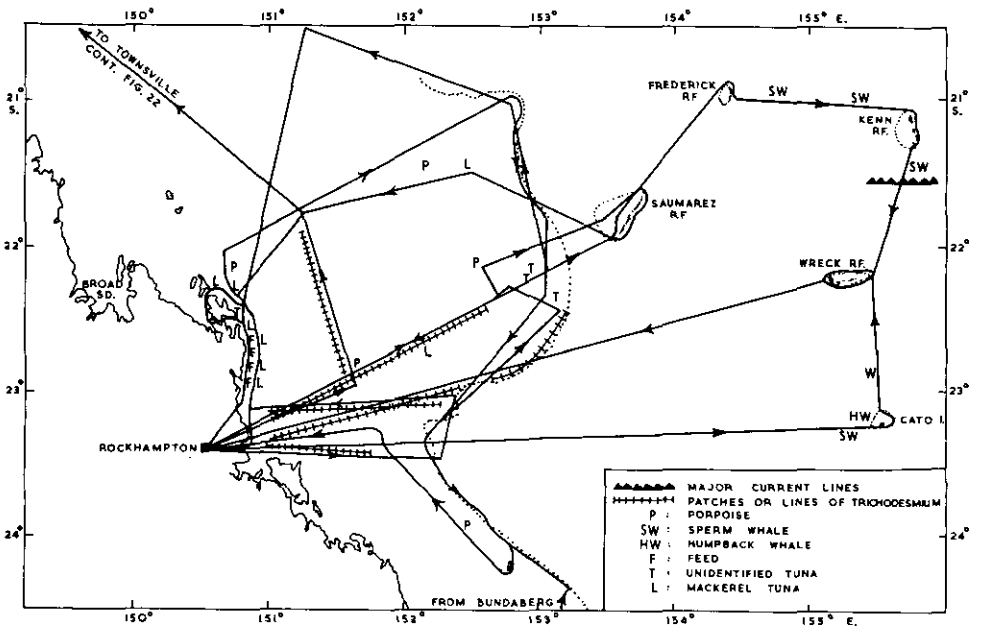 150°
151°
152°
153°
154°
155° E.
TO TOWNSVILLE
CONT. FIG. 22
FREDERICK
RF
SW
SW
21°
S.
21°
S.
KENN
RF.
P
L
SW
SAUMAREZ
RF
22°
22°
P
P
WRECK RF.
BROAD
SD.
L
L
T
T
T
T
L
L
F
F
L
F
L
F
L
L
P
W
23°
23°
HW
CATO I.
SW
ROCKHAMPTON
P
24°
24°
FROM BUNDABERG
MAJOR CURRENT LINES
PATCHES OR LINES OF TRICHODESMIUM
P : PORPOISE
SW : SPERM WHALE
HW : HUMPBACK WHALE
F : FEED
T : UNIDENTIFIED TUNA
L : MACKEREL TUNA
150°
151°
152°
153°
154°
155° E.